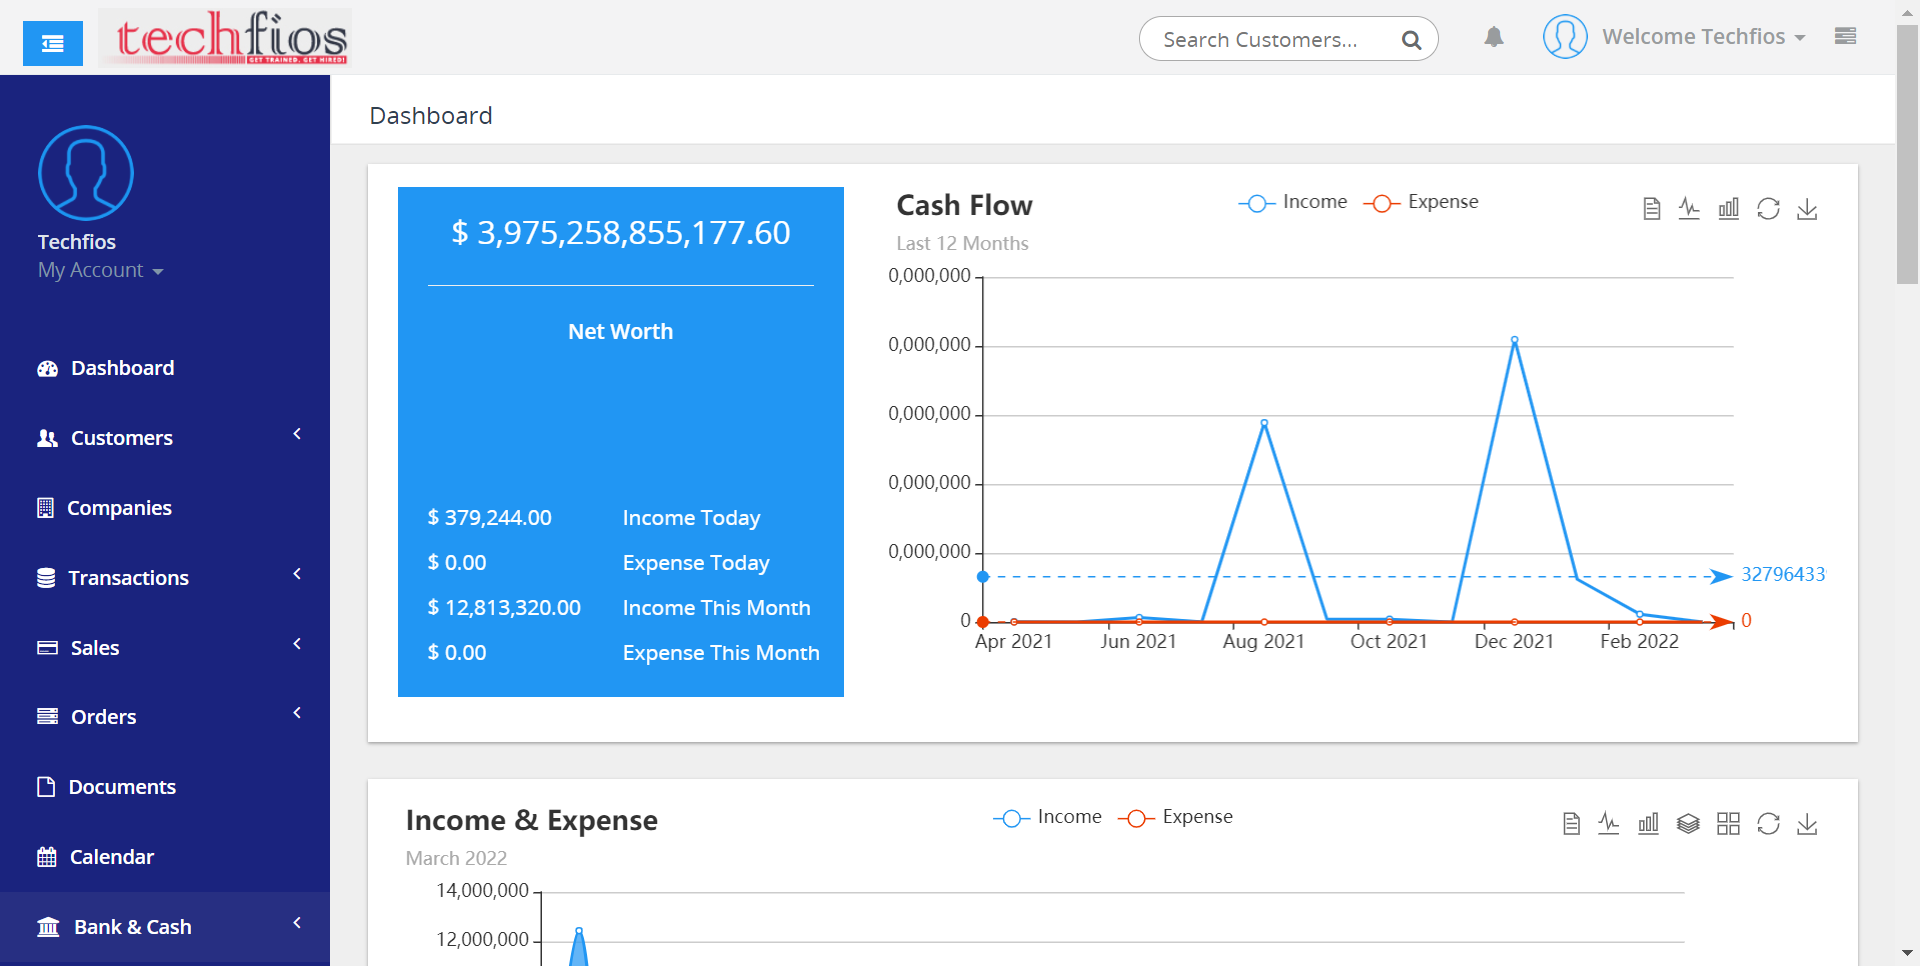 techfios
GET TRAINED. GET HIRED!
Search Customers...
Welcome Techfios
Techfios
My Account
Dashboard
Customers
Companies
Transactions
Sales
Orders
Documents
Calendar
Bank & Cash
Dashboard
$ 3,975,258,855,177.60
Net Worth
$ 379,244.00 Income Today
$ 0.00 Expense Today
$ 12,813,320.00 Income This Month
$ 0.00 Expense This Month
Cash Flow
Last 12 Months
Income Expense
0,000,000
0,000,000
0,000,000
0,000,000
0,000,000
0
32796433
0
Apr 2021 Jun 2021 Aug 2021 Oct 2021 Dec 2021 Feb 2022
Income & Expense
March 2022
Income Expense
14,000,000
12,000,000